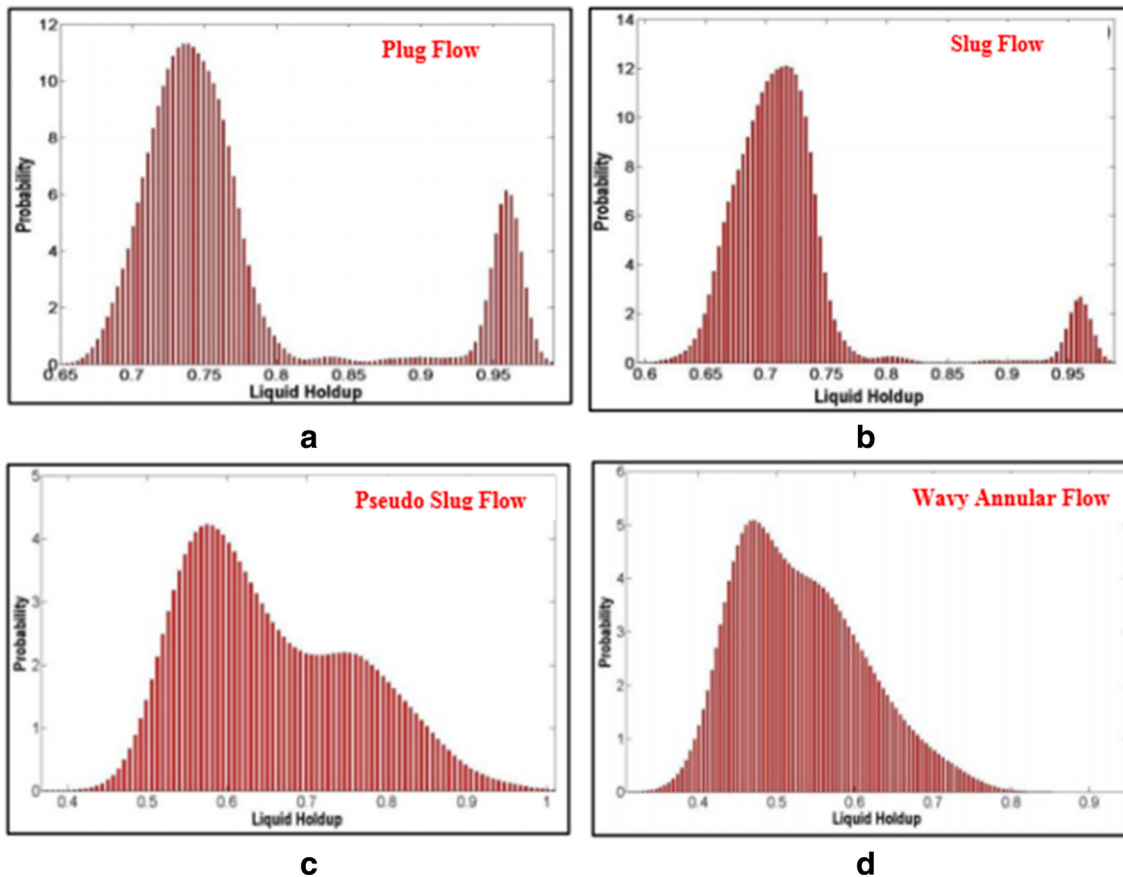 12
10
8
6
4
2
0
Probability
Plug Flow
0.65 0.7 0.75 0.8 0.85 0.9 0.95
Liquid Holdup
a
14
12
10
8
6
4
2
0
Probability
Slug Flow
0.6 0.65 0.7 0.75 0.8 0.85 0.9 0.95
Liquid Holdup
b
5
4
3
2
1
0
Probability
Pseudo Slug Flow
0.4 0.5 0.6 0.7 0.8 0.9 1
Liquid Holdup
c
6
5
4
3
2
1
0
Probability
Wavy Annular Flow
0.4 0.5 0.6 0.7 0.8 0.9
Liquid Holdup
d